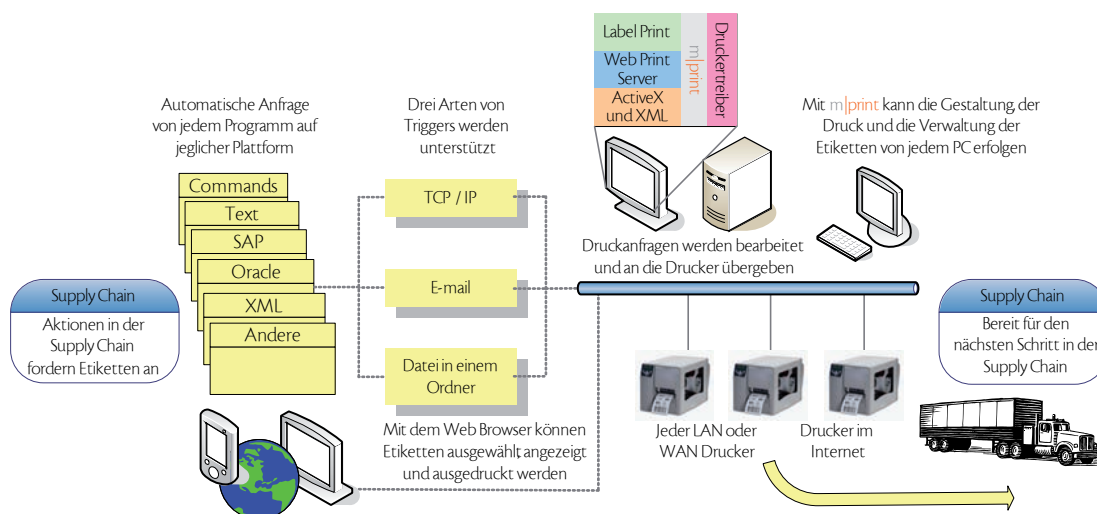 Automatische Anfrage
von jedem Programm auf
jeglicher Plattform
Commands
Text
SAP
Oracle
XML
Andere
Supply Chain
Aktionen in der
Supply Chain
fordern Etiketten an
Drei Arten von
Triggers werden
unterstützt
TCP / IP
E-mail
Datei in einem
Ordner
Mit dem Web Browser können
Etiketten ausgewählt, angezeigt
und ausgedruckt werden
Label Print
Web Print
Server
ActiveX
und XML
m|print
Druckertreiber
Druckanfragen werden bearbeitet
und an die Drucker übergeben
Mit m|print kann die Gestaltung, der
Druck und die Verwaltung der
Etiketten von jedem PC erfolgen
Jeder LAN oder
WAN Drucker
Drucker im
Internet
Supply Chain
Bereit für den
nächsten Schritt in der
Supply Chain